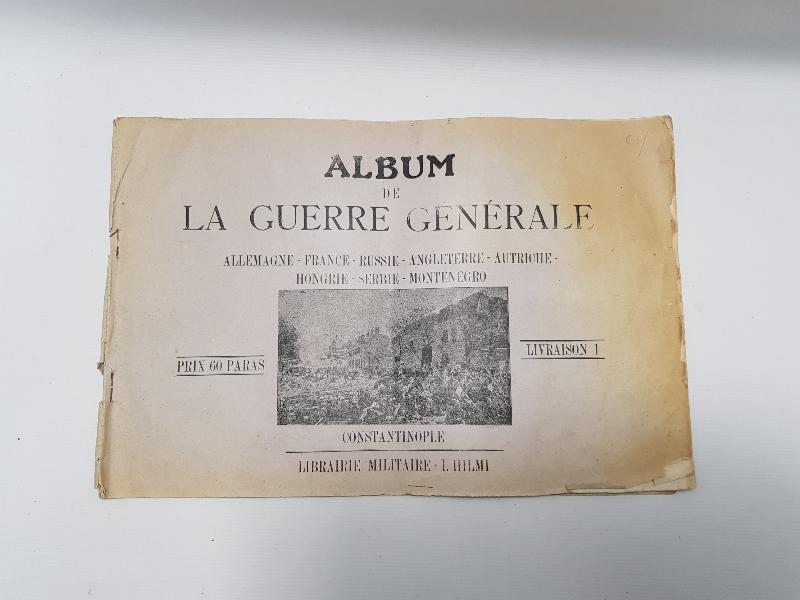 ALBUM
DE
LA GUERRE GÉNÉRALE
ALLEMAGNE - FRANCE - RUSSIE - ANGLETERRE - AUTRICHE -
HONGRIE - SERBIE - MONTENEGRO
PRIX 60 PARAS
LIVRAISON 1
CONSTANTINOPLE
LIBRAIRIE MILITAIRE - I. HILMI